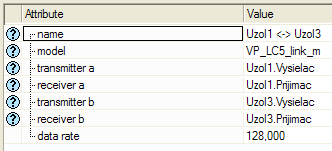 Attribute Value
name Uzol1 <-> Uzol3
model VP_LC5_link_m
transmitter a Uzol1.Vysielac
receiver a Uzol1.Prijimac
transmitter b Uzol3.Vysielac
receiver b Uzol3.Prijimac
data rate 128,000